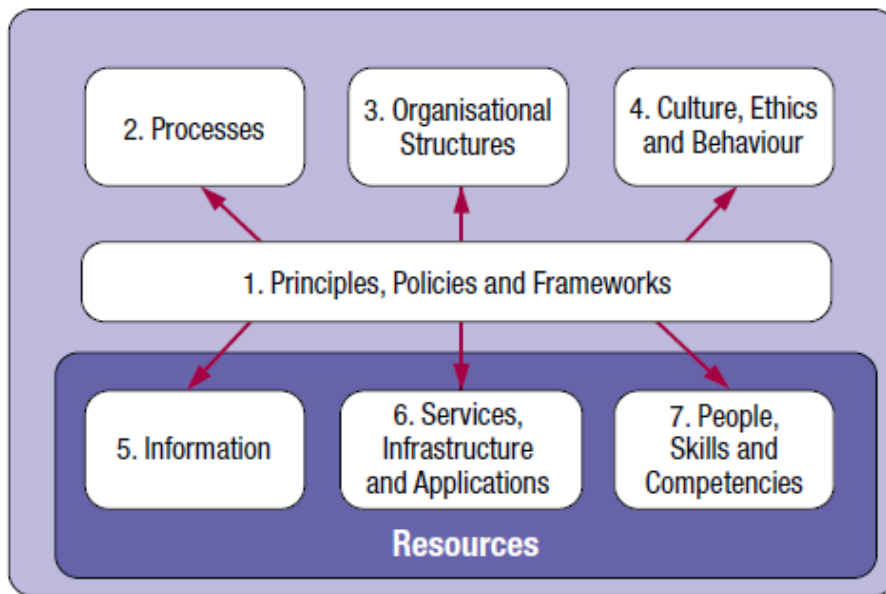 2. Processes
3. Organisational
Structures
4. Culture, Ethics
and Behaviour
1. Principles, Policies and Frameworks
5. Information
6. Services,
Infrastructure
and Applications
7. People,
Skills and
Competencies
Resources